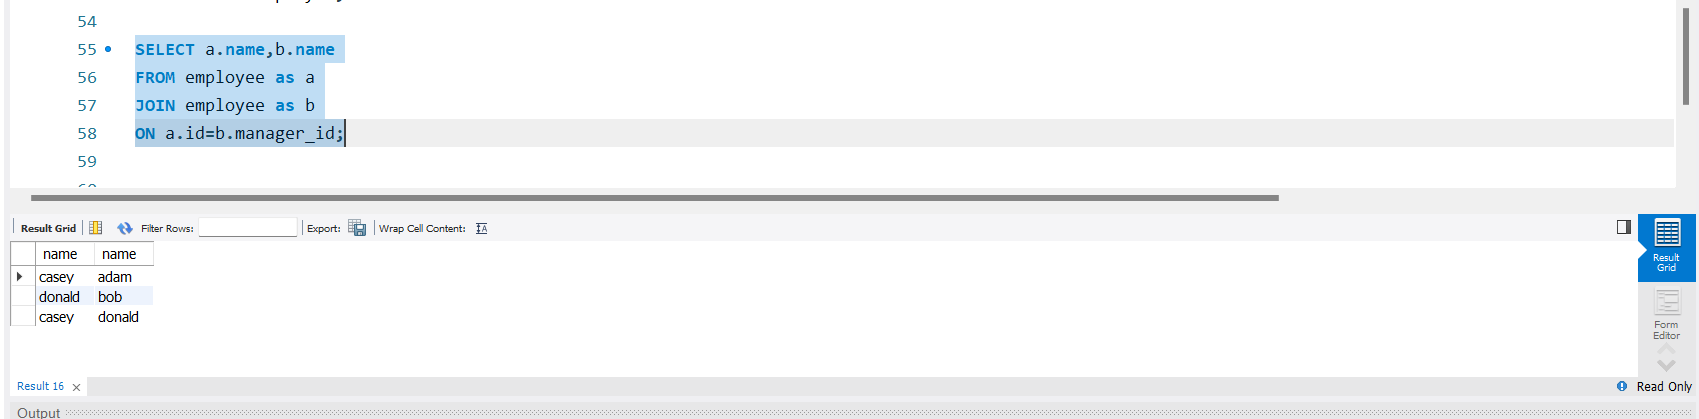 54
55 SELECT a.name,b.name
56 FROM employee as a
57 JOIN employee as b
58 ON a.id=b.manager_id;
59
Result Grid Filter Rows: Export: Wrap Cell Content:
name name
casey adam
donald bob
casey donald
Result
Grid
Form
Editor
Result 16
Read Only
Output